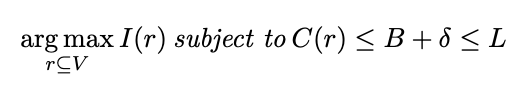 arg max I(r) subject to C(r) ≤ B + δ ≤ L
r⊆V